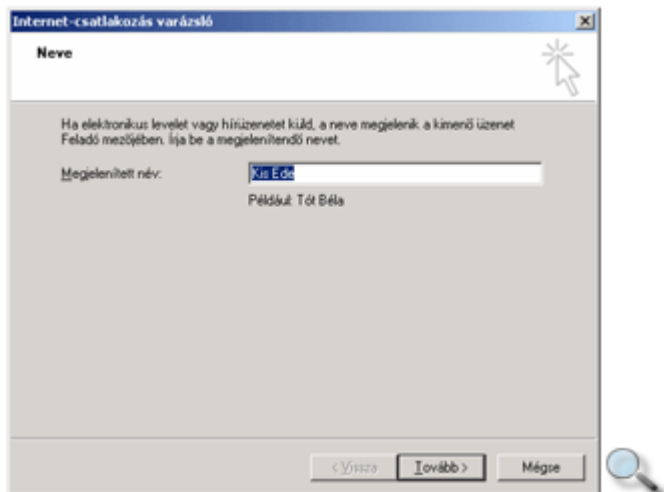 Internet-csatlakozás varázsló
Neve
Ha elektronikus levelet vagy hírüzenetet küld, a neve megjelenik a kimenő üzenet
Feladó mezőjében. Írja be a megjelenítendő nevet.
Megjelenített név:
Kis Ede
Például: Tót Béla
< Vissza
Tovább >
Mégse